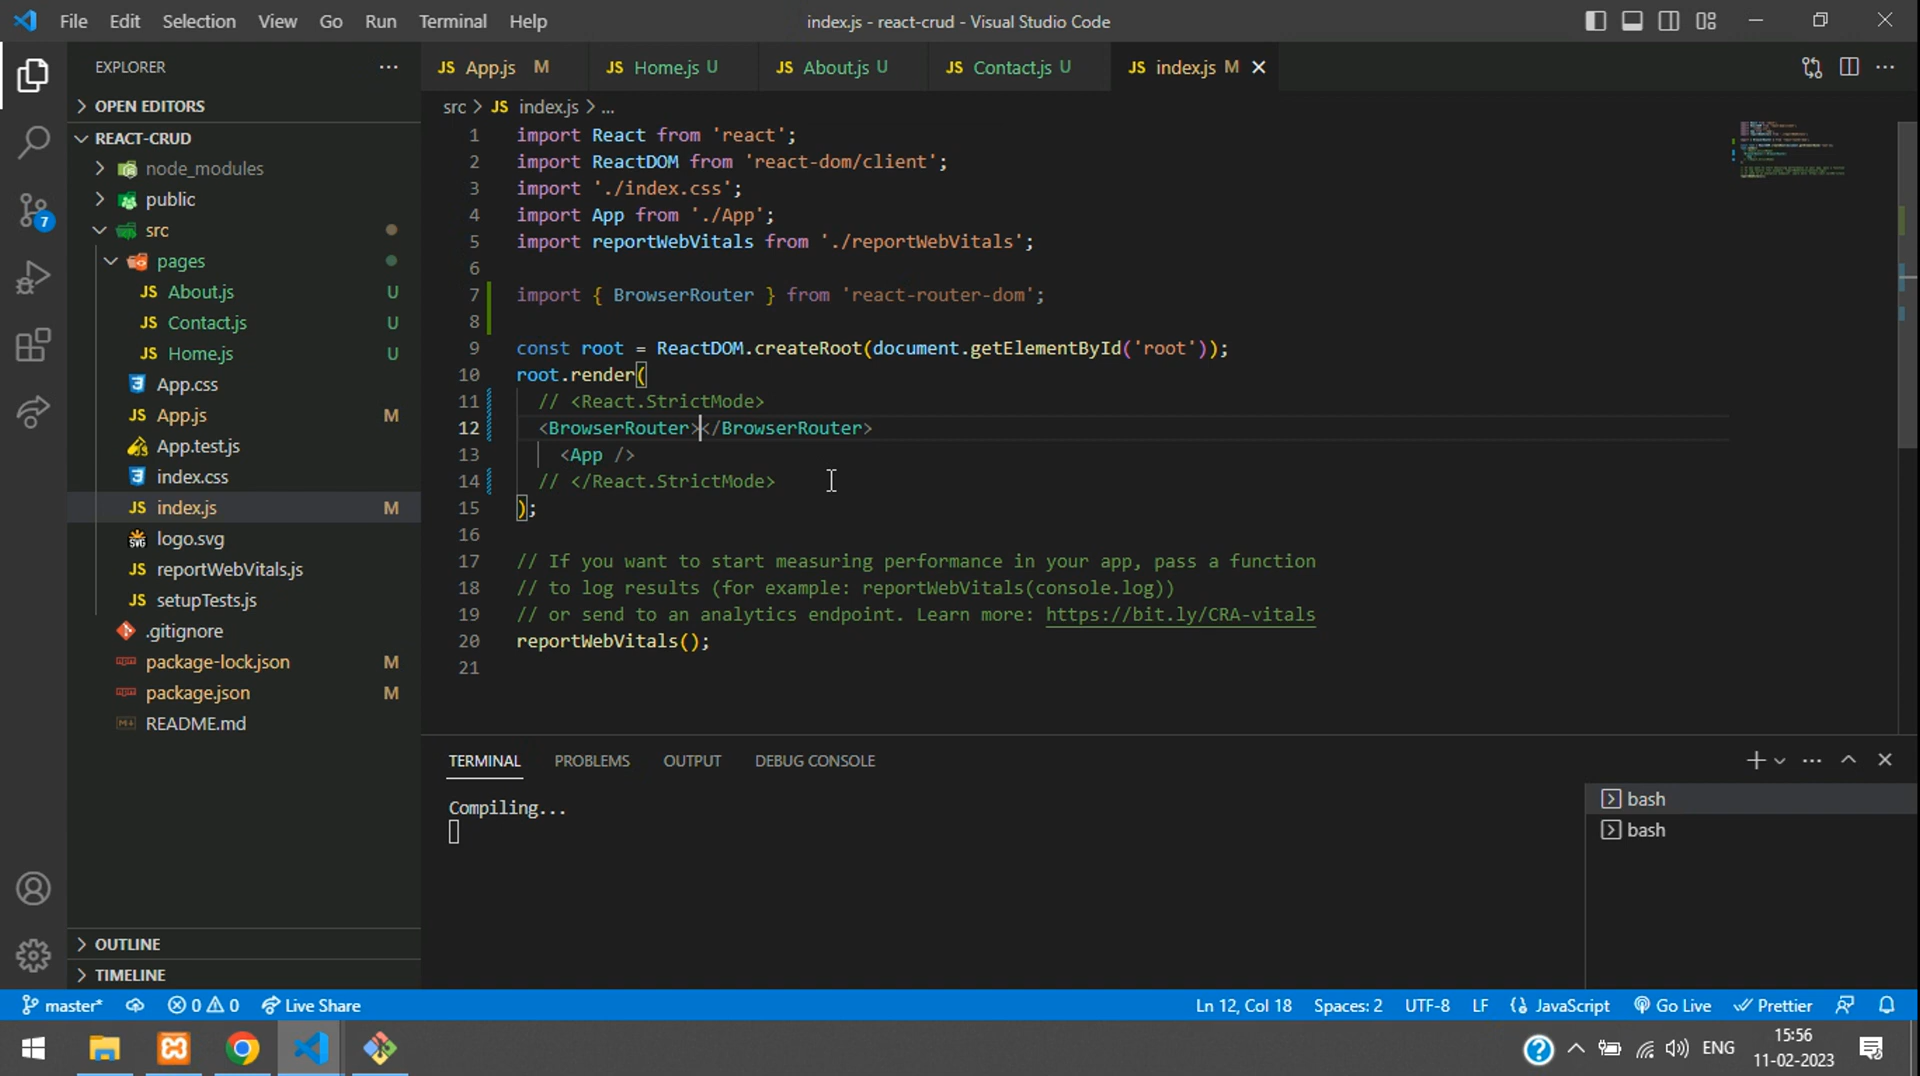 File Edit Selection View Go Run Terminal Help
index.js - react-crud - Visual Studio Code
EXPLORER
OPEN EDITORS
REACT-CRUD
node_modules
public
src
pages
JS About.js U
JS Contact.js U
JS Home.js U
App.css
JS App.js M
App.test.js
index.css
JS index.js M
SVG logo.svg
JS reportWebVitals.js
JS setupTests.js
.gitignore
npm package-lock.json M
npm package.json M
README.md
OUTLINE
TIMELINE
7
JS App.js M
JS Home.js U
JS About.js U
JS Contact.js U
JS index.js M
src > JS index.js > ...
1 import React from 'react';
2 import ReactDOM from 'react-dom/client';
3 import './index.css';
4 import App from './App';
5 import reportWebVitals from './reportWebVitals';
6
7 import { BrowserRouter } from 'react-router-dom';
8
9 const root = ReactDOM.createRoot(document.getElementById('root'));
10 root.render(
11 // <React.StrictMode>
12 <BrowserRouter></BrowserRouter>
13 <App />
14 // </React.StrictMode>
15 );
16
17 // If you want to start measuring performance in your app, pass a function
18 // to log results (for example: reportWebVitals(console.log))
19 // or send to an analytics endpoint. Learn more: https://bit.ly/CRA-vitals
20 reportWebVitals();
21
TERMINAL PROBLEMS OUTPUT DEBUG CONSOLE
Compiling...
bash
bash
master* 0 0 Live Share
Ln 12, Col 18 Spaces: 2 UTF-8 LF JavaScript Go Live Prettier
ENG
15:56
11-02-2023